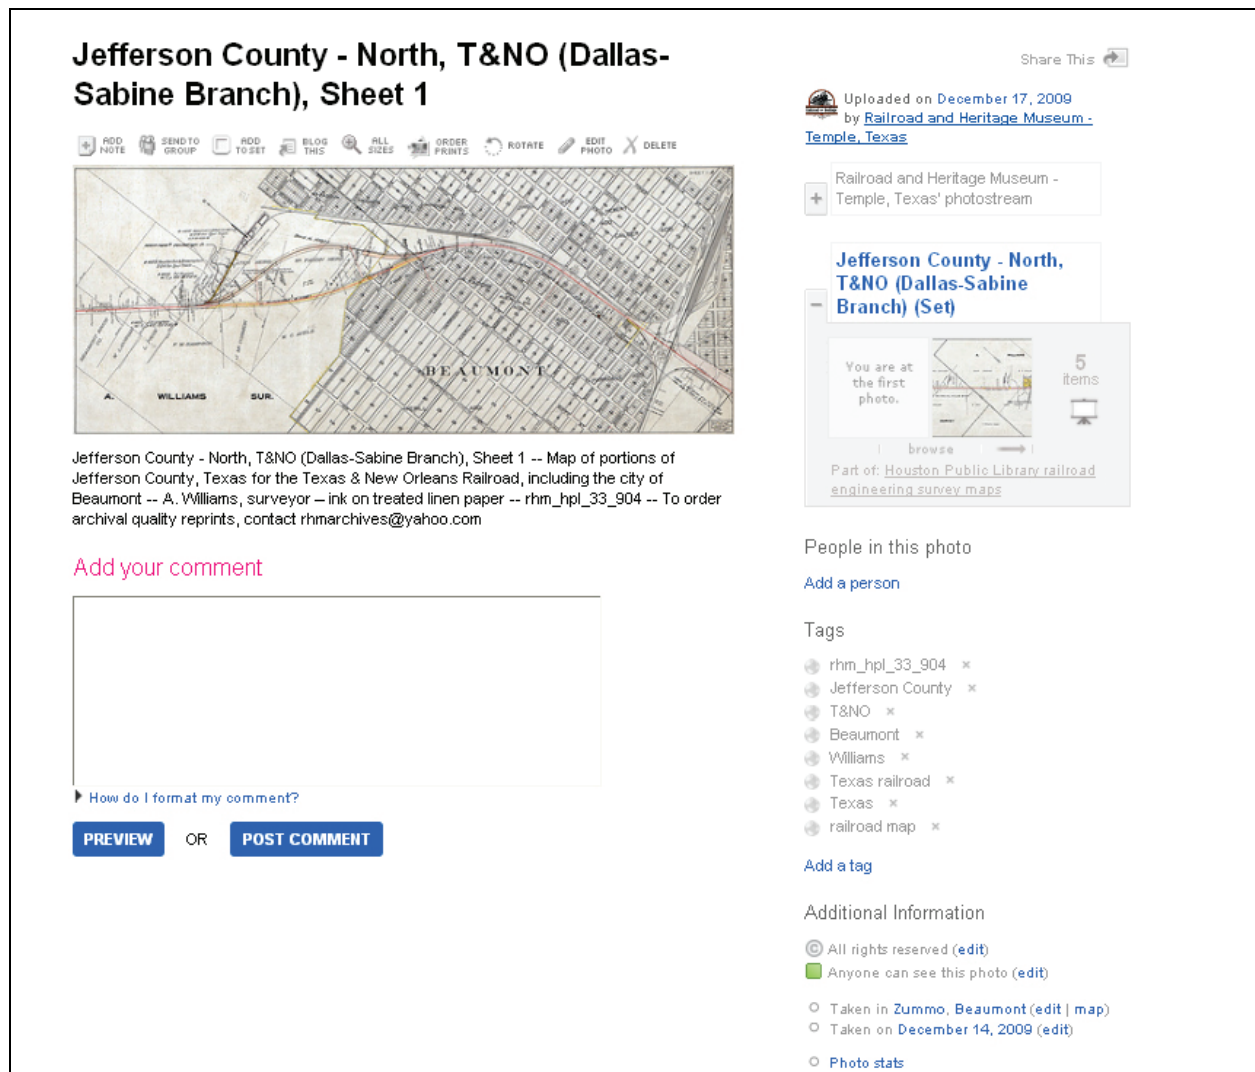 Jefferson County - North, T&NO (Dallas-
Sabine Branch), Sheet 1
ADD NOTE
SEND TO GROUP
ADD TO SET
BLOG THIS
ALL SIZES
ORDER PRINTS
ROTATE
EDIT PHOTO
DELETE
BEAUMONT
A. WILLIAMS SUR.
Jefferson County - North, T&NO (Dallas-Sabine Branch), Sheet 1 -- Map of portions of
Jefferson County, Texas for the Texas & New Orleans Railroad, including the city of
Beaumont -- A. Williams, surveyor – ink on treated linen paper -- rhm_hpl_33_904 -- To order
archival quality reprints, contact rhmarchives@yahoo.com
Add your comment
How do I format my comment?
PREVIEW OR POST COMMENT
Share This
Uploaded on December 17, 2009
by Railroad and Heritage Museum -
Temple, Texas
Railroad and Heritage Museum -
Temple, Texas' photostream
Jefferson County - North,
T&NO (Dallas-Sabine
Branch) (Set)
You are at
the first
photo.
5
items
browse
Part of: Houston Public Library railroad
engineering survey maps
People in this photo
Add a person
Tags
rhm_hpl_33_904 ×
Jefferson County ×
T&NO ×
Beaumont ×
Williams ×
Texas railroad ×
Texas ×
railroad map ×
Add a tag
Additional Information
© All rights reserved (edit)
Anyone can see this photo (edit)
Taken in Zummo, Beaumont (edit | map)
Taken on December 14, 2009 (edit)
Photo stats